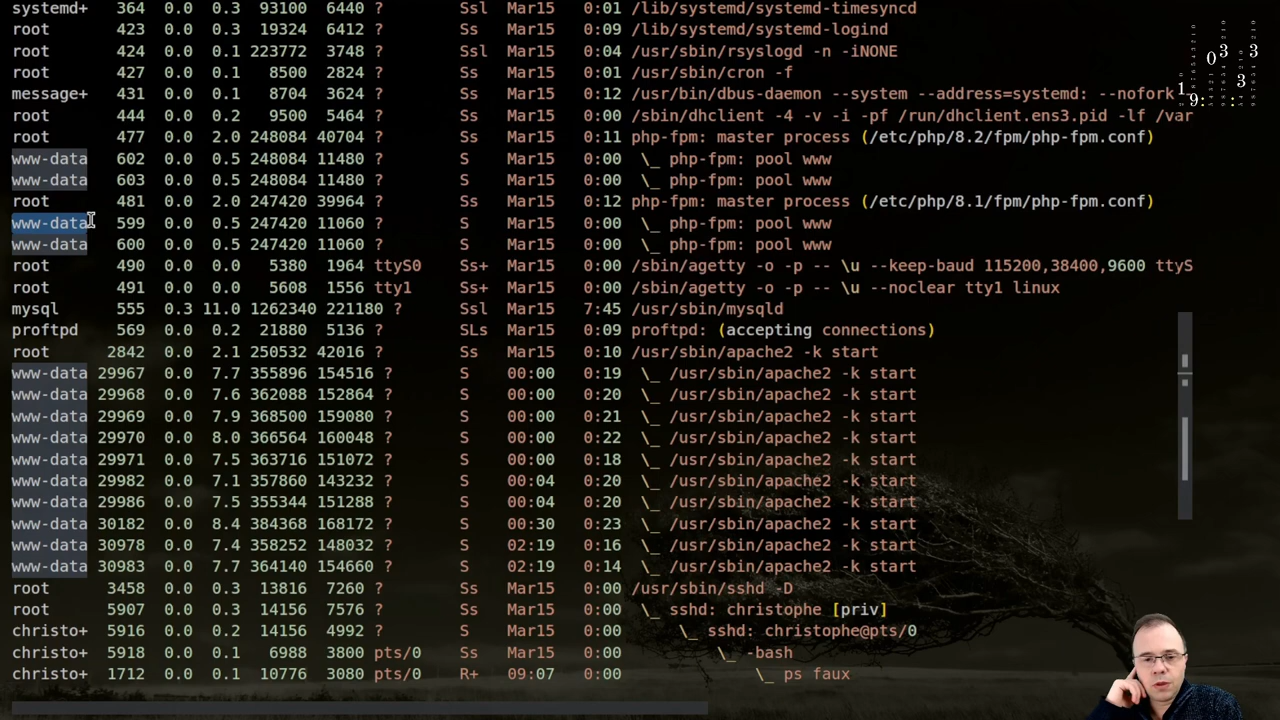 systemd+ 364 0.0 0.3 93100 6440 ? Ssl Mar15 0:01 /lib/systemd/systemd-timesyncd
root 423 0.0 0.3 19324 6412 ? Ss Mar15 0:09 /lib/systemd/systemd-logind
root 424 0.0 0.1 223772 3748 ? Ssl Mar15 0:04 /usr/sbin/rsyslogd -n -iNONE
root 427 0.0 0.1 8500 2824 ? Ss Mar15 0:01 /usr/sbin/cron -f
message+ 431 0.0 0.1 8704 3624 ? Ss Mar15 0:12 /usr/bin/dbus-daemon --system --address=systemd: --nofork
root 444 0.0 0.2 9500 5464 ? Ss Mar15 0:00 /sbin/dhclient -4 -v -i -pf /run/dhclient.ens3.pid -lf /var
root 477 0.0 2.0 248084 40704 ? Ss Mar15 0:11 php-fpm: master process (/etc/php/8.2/fpm/php-fpm.conf)
www-data 602 0.0 0.5 248084 11480 ? S Mar15 0:00 \_ php-fpm: pool www
www-data 603 0.0 0.5 248084 11480 ? S Mar15 0:00 \_ php-fpm: pool www
root 481 0.0 2.0 247420 39964 ? Ss Mar15 0:12 php-fpm: master process (/etc/php/8.1/fpm/php-fpm.conf)
www-data 599 0.0 0.5 247420 11060 ? S Mar15 0:00 \_ php-fpm: pool www
www-data 600 0.0 0.5 247420 11060 ? S Mar15 0:00 \_ php-fpm: pool www
root 490 0.0 0.0 5380 1964 ttyS0 Ss+ Mar15 0:00 /sbin/agetty -o -p -- \u --keep-baud 115200,38400,9600 ttyS
root 491 0.0 0.0 5608 1556 tty1 Ss+ Mar15 0:00 /sbin/agetty -o -p -- \u --noclear tty1 linux
mysql 555 0.3 11.0 1262340 221180 ? Ssl Mar15 7:45 /usr/sbin/mysqld
proftpd 569 0.0 0.2 21880 5136 ? SLs Mar15 0:09 proftpd: (accepting connections)
root 2842 0.0 2.1 250532 42016 ? Ss Mar15 0:10 /usr/sbin/apache2 -k start
www-data 29967 0.0 7.7 355896 154516 ? S 00:00 0:19 \_ /usr/sbin/apache2 -k start
www-data 29968 0.0 7.6 362088 152864 ? S 00:00 0:20 \_ /usr/sbin/apache2 -k start
www-data 29969 0.0 7.9 368500 159080 ? S 00:00 0:21 \_ /usr/sbin/apache2 -k start
www-data 29970 0.0 8.0 366564 160048 ? S 00:00 0:22 \_ /usr/sbin/apache2 -k start
www-data 29971 0.0 7.5 363716 151072 ? S 00:00 0:18 \_ /usr/sbin/apache2 -k start
www-data 29982 0.0 7.1 357860 143232 ? S 00:04 0:20 \_ /usr/sbin/apache2 -k start
www-data 29986 0.0 7.5 355344 151288 ? S 00:04 0:20 \_ /usr/sbin/apache2 -k start
www-data 30182 0.0 8.4 384368 168172 ? S 00:30 0:23 \_ /usr/sbin/apache2 -k start
www-data 30978 0.0 7.4 358252 148032 ? S 02:19 0:16 \_ /usr/sbin/apache2 -k start
www-data 30983 0.0 7.7 364140 154660 ? S 02:19 0:14 \_ /usr/sbin/apache2 -k start
root 3458 0.0 0.3 13816 7260 ? Ss Mar15 0:00 /usr/sbin/sshd -D
root 5907 0.0 0.3 14156 7576 ? Ss Mar15 0:00 \_ sshd: christophe [priv]
christo+ 5916 0.0 0.2 14156 4992 ? S Mar15 0:00 \_ sshd: christophe@pts/0
christo+ 5918 0.0 0.1 6988 3800 pts/0 Ss Mar15 0:00 \_ -bash
christo+ 1712 0.0 0.1 10776 3080 pts/0 R+ 09:07 0:00 \_ ps faux